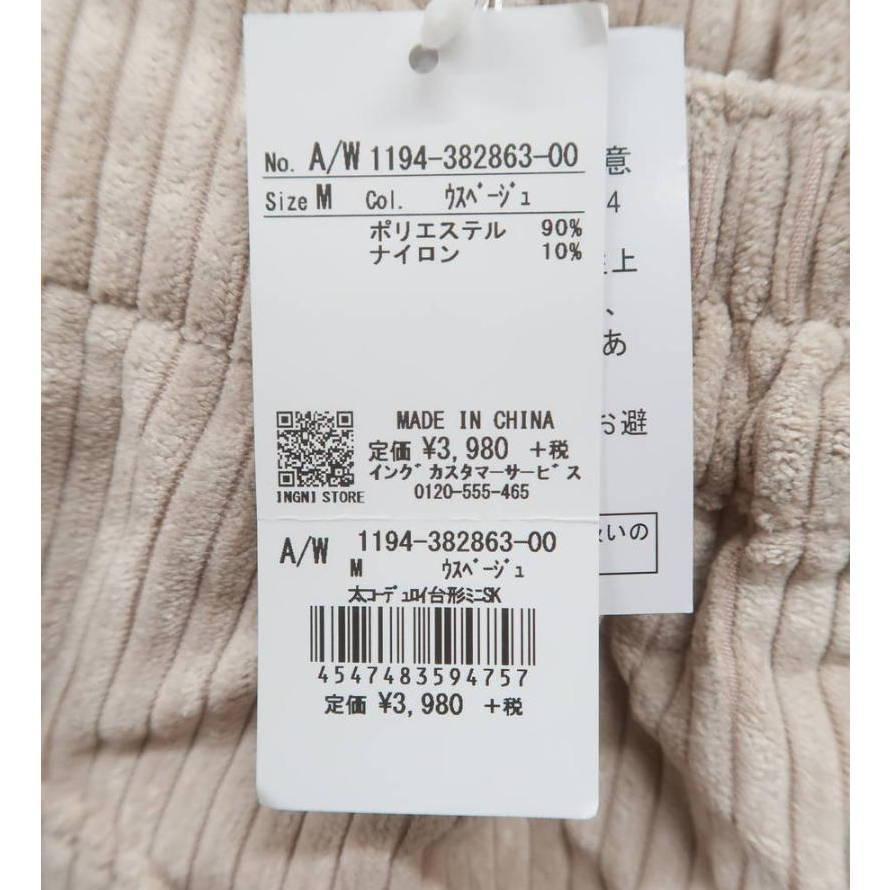 No. A/W 1194-382863-00
Size M Col. ｳｽﾍﾞｰｼﾞｭ
ポリエステル 90%
ナイロン 10%
MADE IN CHINA
定価 ¥3,980 +税
イングカスタマーサービス
INGNI STORE 0120-555-465
A/W 1194-382863-00
M ｳｽﾍﾞｰｼﾞｭ
太ｺｰﾃﾞｭﾛｲ台形ﾐﾆSK
4547483594757
定価 ¥3,980 +税
意
4
上
、
あ
お避
いの